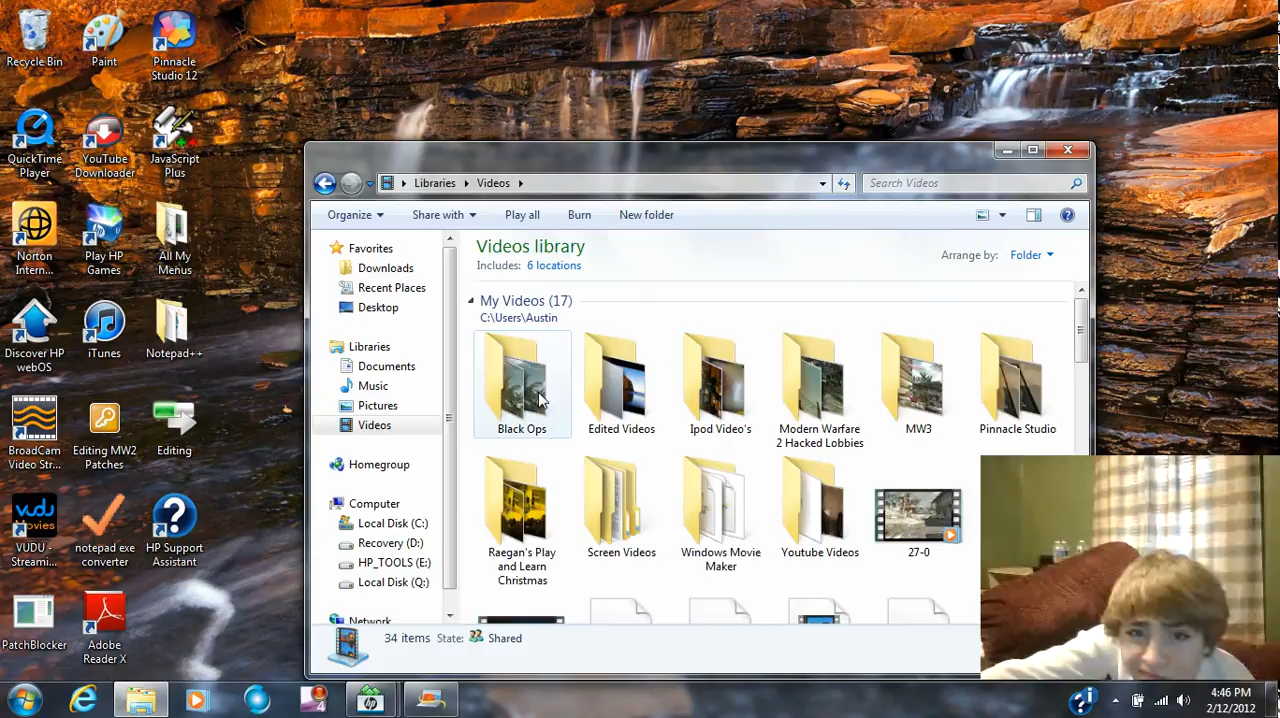 Recycle Bin
Paint
Pinnacle
Studio 12
QuickTime
Player
YouTube
Downloader
JavaScript
Plus
Norton
Intern...
Play HP
Games
All My
Menus
Discover HP
webOS
iTunes
Notepad++
BroadCam
Video Str...
Editing MW2
Patches
Editing
vudu
Movies
VUDU -
Streami...
notepad exe
converter
HP Support
Assistant
PatchBlocker
Adobe
Reader X
Libraries
Videos
Search Videos
Organize
Share with
Play all
Burn
New folder
Favorites
Downloads
Recent Places
Desktop
Libraries
Documents
Music
Pictures
Videos
Homegroup
Computer
Local Disk (C:)
Recovery (D:)
HP_TOOLS (E:)
Local Disk (Q:)
Network
Videos library
Includes: 6 locations
Arrange by: Folder
My Videos (17)
C:\Users\Austin
Black Ops
Edited Videos
Ipod Video's
Modern Warfare
2 Hacked Lobbies
MW3
Pinnacle Studio
Raegan's Play
and Learn
Christmas
Screen Videos
Windows Movie
Maker
Youtube Videos
27-0
34 items State: Shared
4:46 PM
2/12/2012